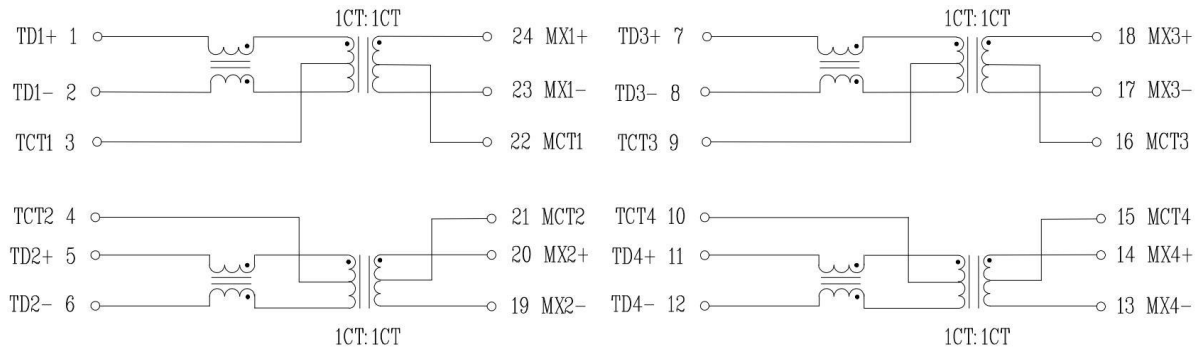 1CT:1CT
TD1+ 1
24 MX1+
TD1- 2
23 MX1-
TCT1 3
22 MCT1
1CT:1CT
TD3+ 7
18 MX3+
TD3- 8
17 MX3-
TCT3 9
16 MCT3
TCT2 4
21 MCT2
TD2+ 5
20 MX2+
TD2- 6
19 MX2-
1CT:1CT
TCT4 10
15 MCT4
TD4+ 11
14 MX4+
TD4- 12
13 MX4-
1CT:1CT